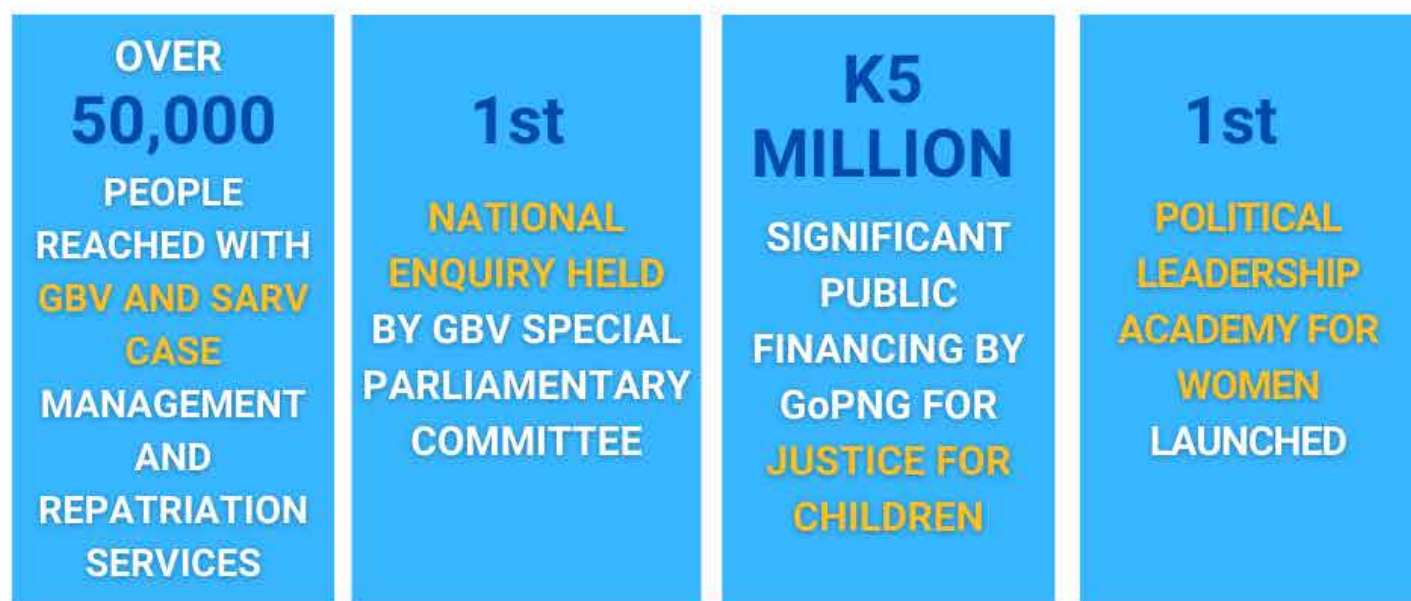 OVER
50,000
PEOPLE
REACHED WITH
GBV AND SARV
CASE
MANAGEMENT
AND
REPATRIATION
SERVICES
1st
NATIONAL
ENQUIRY HELD
BY GBV SPECIAL
PARLIAMENTARY
COMMITTEE
K5
MILLION
SIGNIFICANT
PUBLIC
FINANCING BY
GoPNG FOR
JUSTICE FOR
CHILDREN
1st
POLITICAL
LEADERSHIP
ACADEMY FOR
WOMEN
LAUNCHED